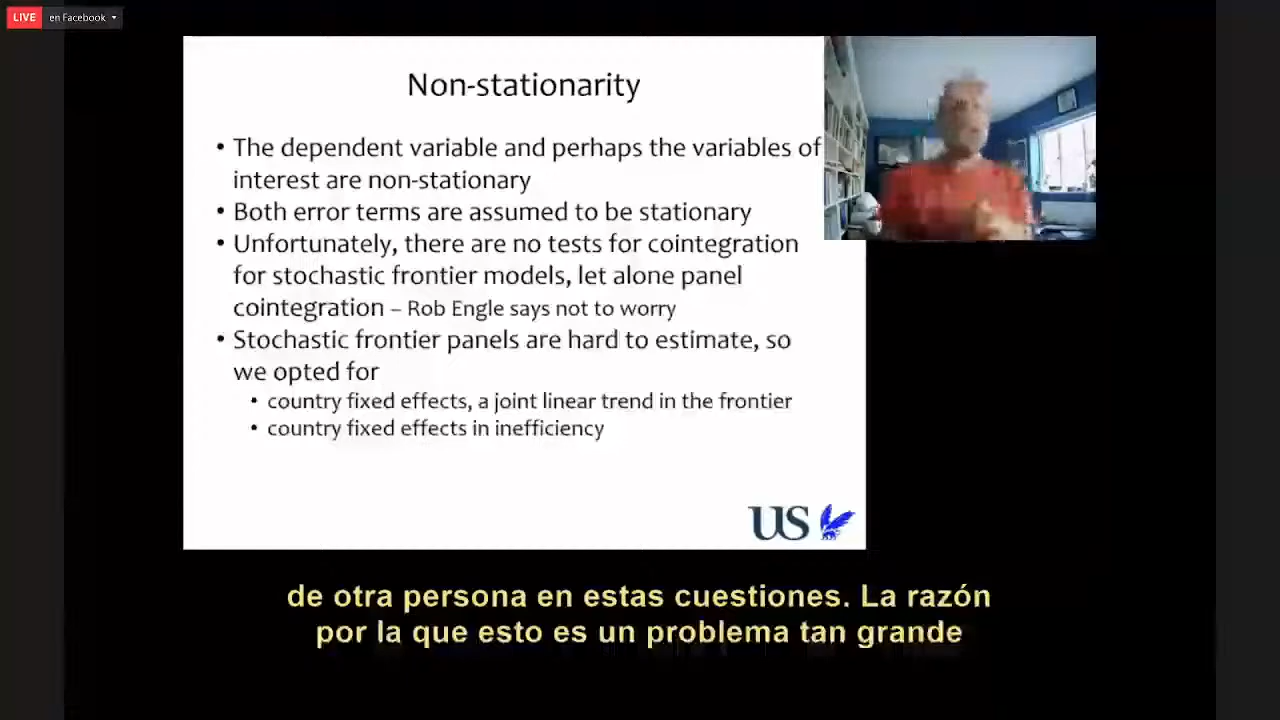 LIVE en Facebook
Non-stationarity
• The dependent variable and perhaps the variables of
interest are non-stationary
• Both error terms are assumed to be stationary
• Unfortunately, there are no tests for cointegration
for stochastic frontier models, let alone panel
cointegration – Rob Engle says not to worry
• Stochastic frontier panels are hard to estimate, so
we opted for
• country fixed effects, a joint linear trend in the frontier
• country fixed effects in inefficiency
US
de otra persona en estas cuestiones. La razón
por la que esto es un problema tan grande